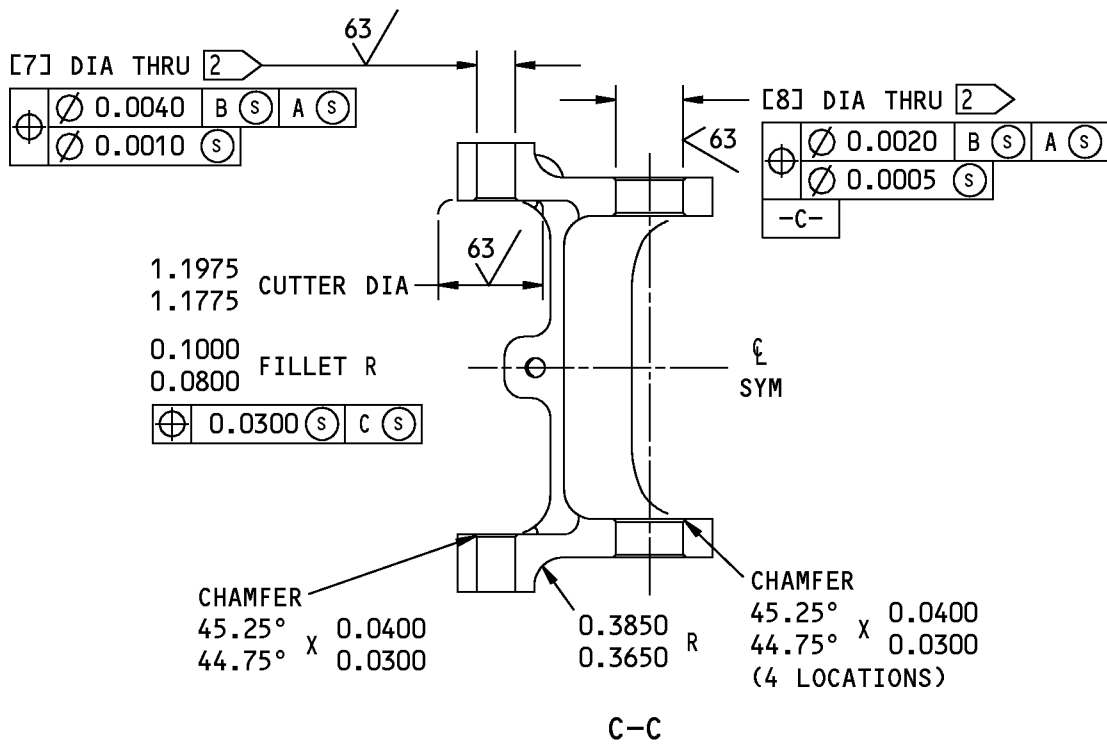 63
[7] DIA THRU 2
⌖ ⌀ 0.0040 B Ⓢ A Ⓢ
⌀ 0.0010 Ⓢ
[8] DIA THRU 2
63
⌖ ⌀ 0.0020 B Ⓢ A Ⓢ
⌀ 0.0005 Ⓢ
-C-
63
1.1975
1.1775 CUTTER DIA
0.1000
0.0800 FILLET R
⌖ 0.0300 Ⓢ C Ⓢ
℄
SYM
CHAMFER
45.25° X 0.0400
44.75° 0.0300
0.3850 R
0.3650
CHAMFER
45.25° X 0.0400
44.75° 0.0300
(4 LOCATIONS)
C-C